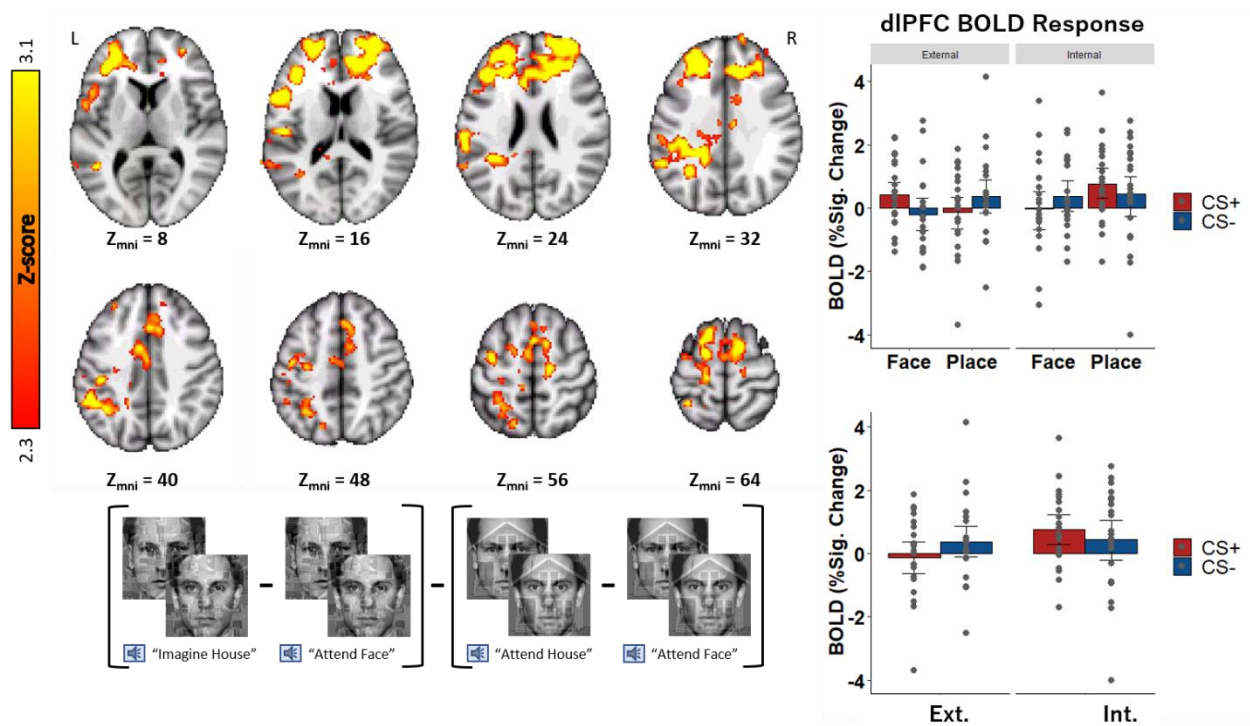 3.1
Z-score
2.3
L
R
Zmni = 8
Zmni = 16
Zmni = 24
Zmni = 32
Zmni = 40
Zmni = 48
Zmni = 56
Zmni = 64
"Imagine House"
"Attend Face"
"Attend House"
"Attend Face"
dlPFC BOLD Response
External
Internal
BOLD (%Sig. Change)
4
2
0
-2
-4
Face
Place
Face
Place
CS+
CS-
BOLD (%Sig. Change)
4
2
0
-2
-4
Ext.
Int.
CS+
CS-